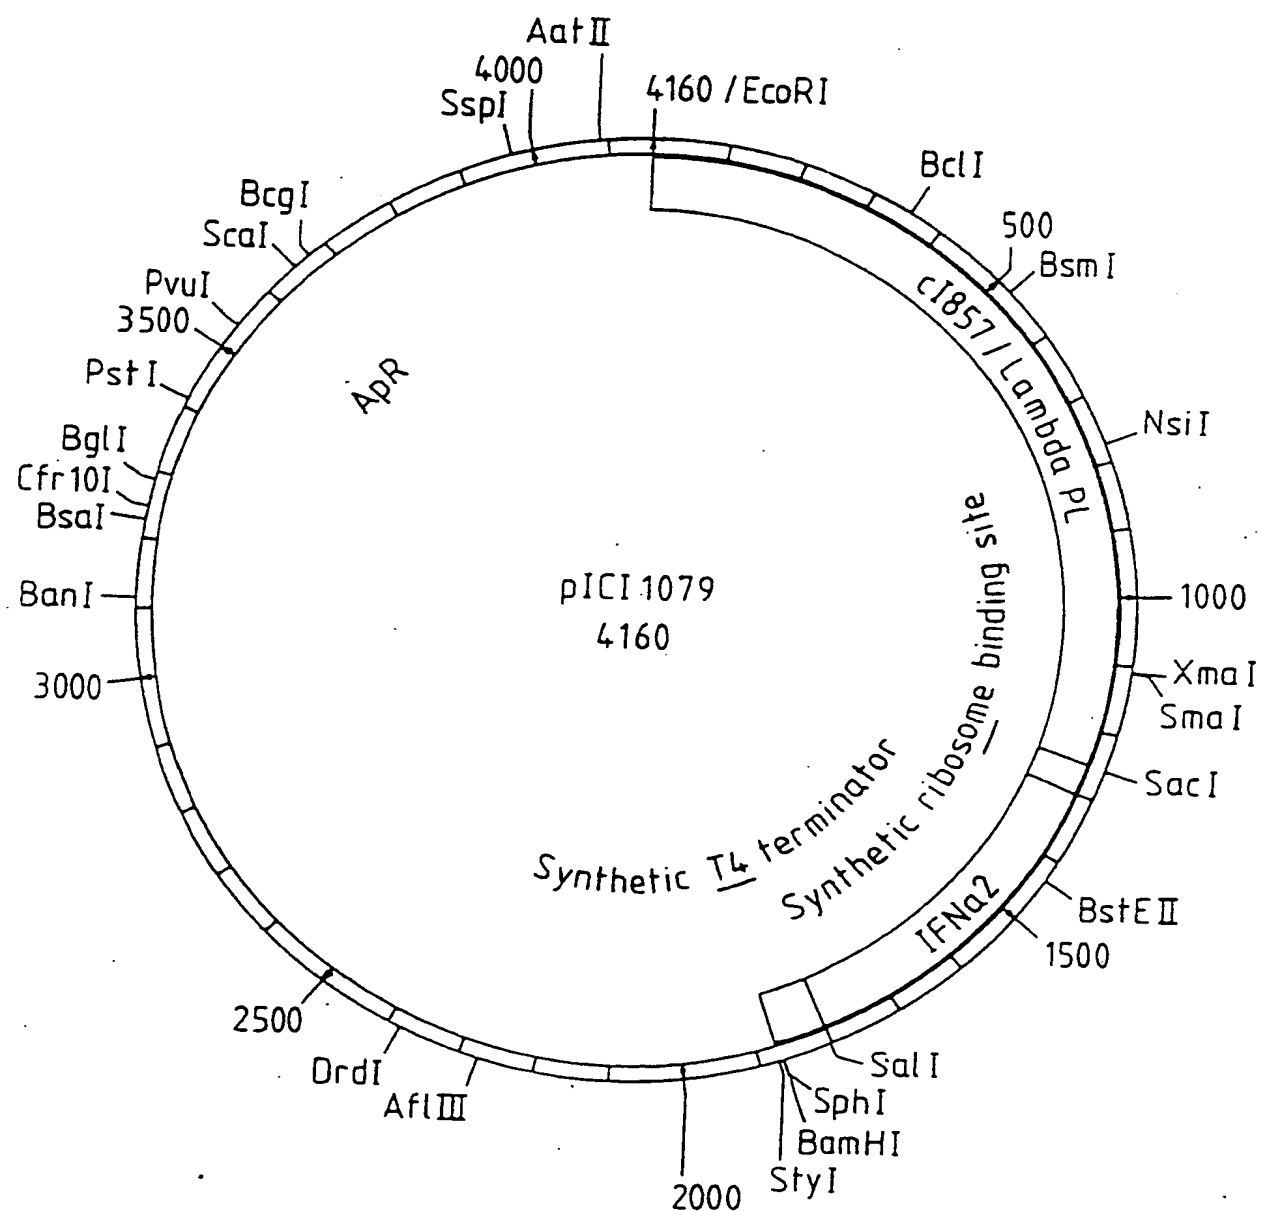 AatII
4000
SspI
4160 / EcoRI
BclI
500
BsmI
BcgI
ScaI
PvuI
3500
PstI
BglI
Cfr10I
BsaI
BanI
3000
ApR
cI857 / Lambda PL
NsiI
1000
XmaI
SmaI
SacI
pICI 1079
4160
Synthetic ribosome binding site
Synthetic T4 terminator
IFNα2
BstEII
1500
SalI
SphI
BamHI
StyI
2000
2500
DrdI
AflIII